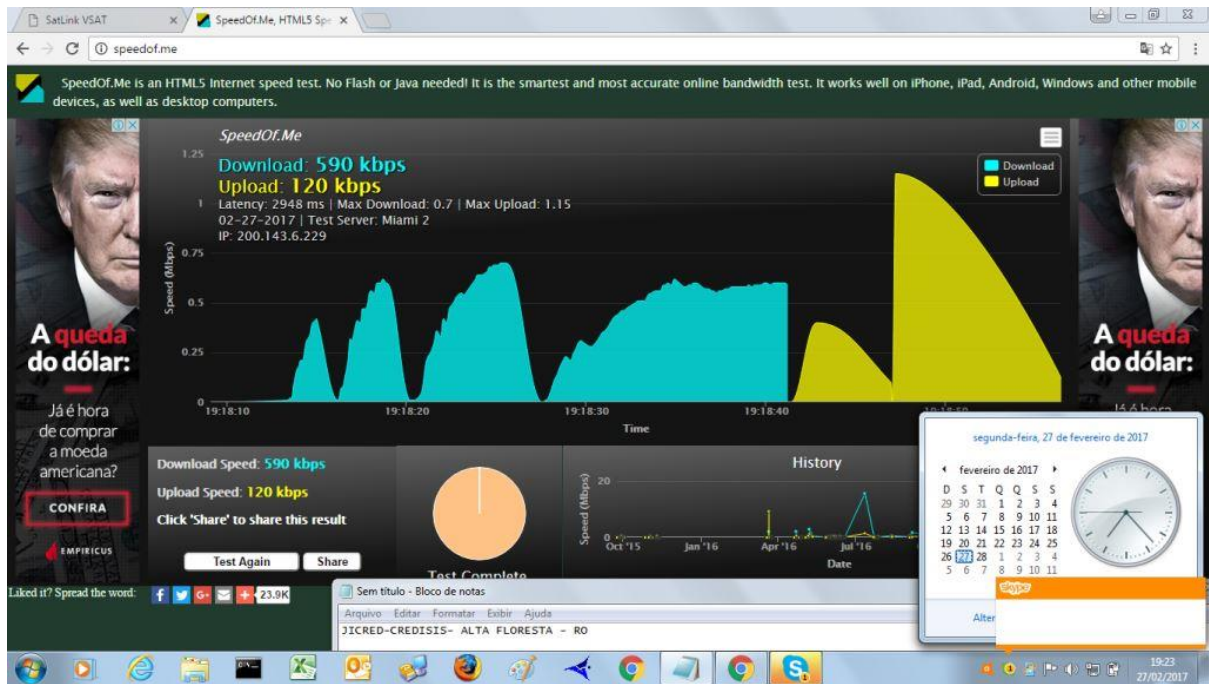 SatLink VSAT
SpeedOf.Me, HTML5 Spe
speedof.me
SpeedOf.Me is an HTML5 Internet speed test. No Flash or Java needed! It is the smartest and most accurate online bandwidth test. It works well on iPhone, iPad, Android, Windows and other mobile
devices, as well as desktop computers.
SpeedOf.Me
Download: 590 kbps
Upload: 120 kbps
Latency: 2948 ms | Max Download: 0.7 | Max Upload: 1.15
02-27-2017 | Test Server: Miami 2
IP: 200.143.6.229
Download
Upload
1.25
1
0.75
0.5
0.25
0
Speed (Mbps)
19:18:10 19:18:20 19:18:30 19:18:40
Time
A queda
do dólar:
Já é hora
de comprar
a moeda
americana?
CONFIRA
EMPIRICUS
A queda
do dólar:
Já é hora
Download Speed: 590 kbps
Upload Speed: 120 kbps
Click 'Share' to share this result
Test Again Share
Test Complete
History
Speed (Mbps)
20
0
Oct '15 Jan '16 Apr '16 Jul '16
Date
segunda-feira, 27 de fevereiro de 2017
fevereiro de 2017
D S T Q Q S S
29 30 31 1 2 3 4
5 6 7 8 9 10 11
12 13 14 15 16 17 18
19 20 21 22 23 24 25
26 27 28 1 2 3 4
5 6 7 8 9 10 11
Alter
skype
Liked it? Spread the word:
23.9K
Sem título - Bloco de notas
Arquivo Editar Formatar Exibir Ajuda
JICRED-CREDISIS- ALTA FLORESTA - RO
19:23
27/02/2017